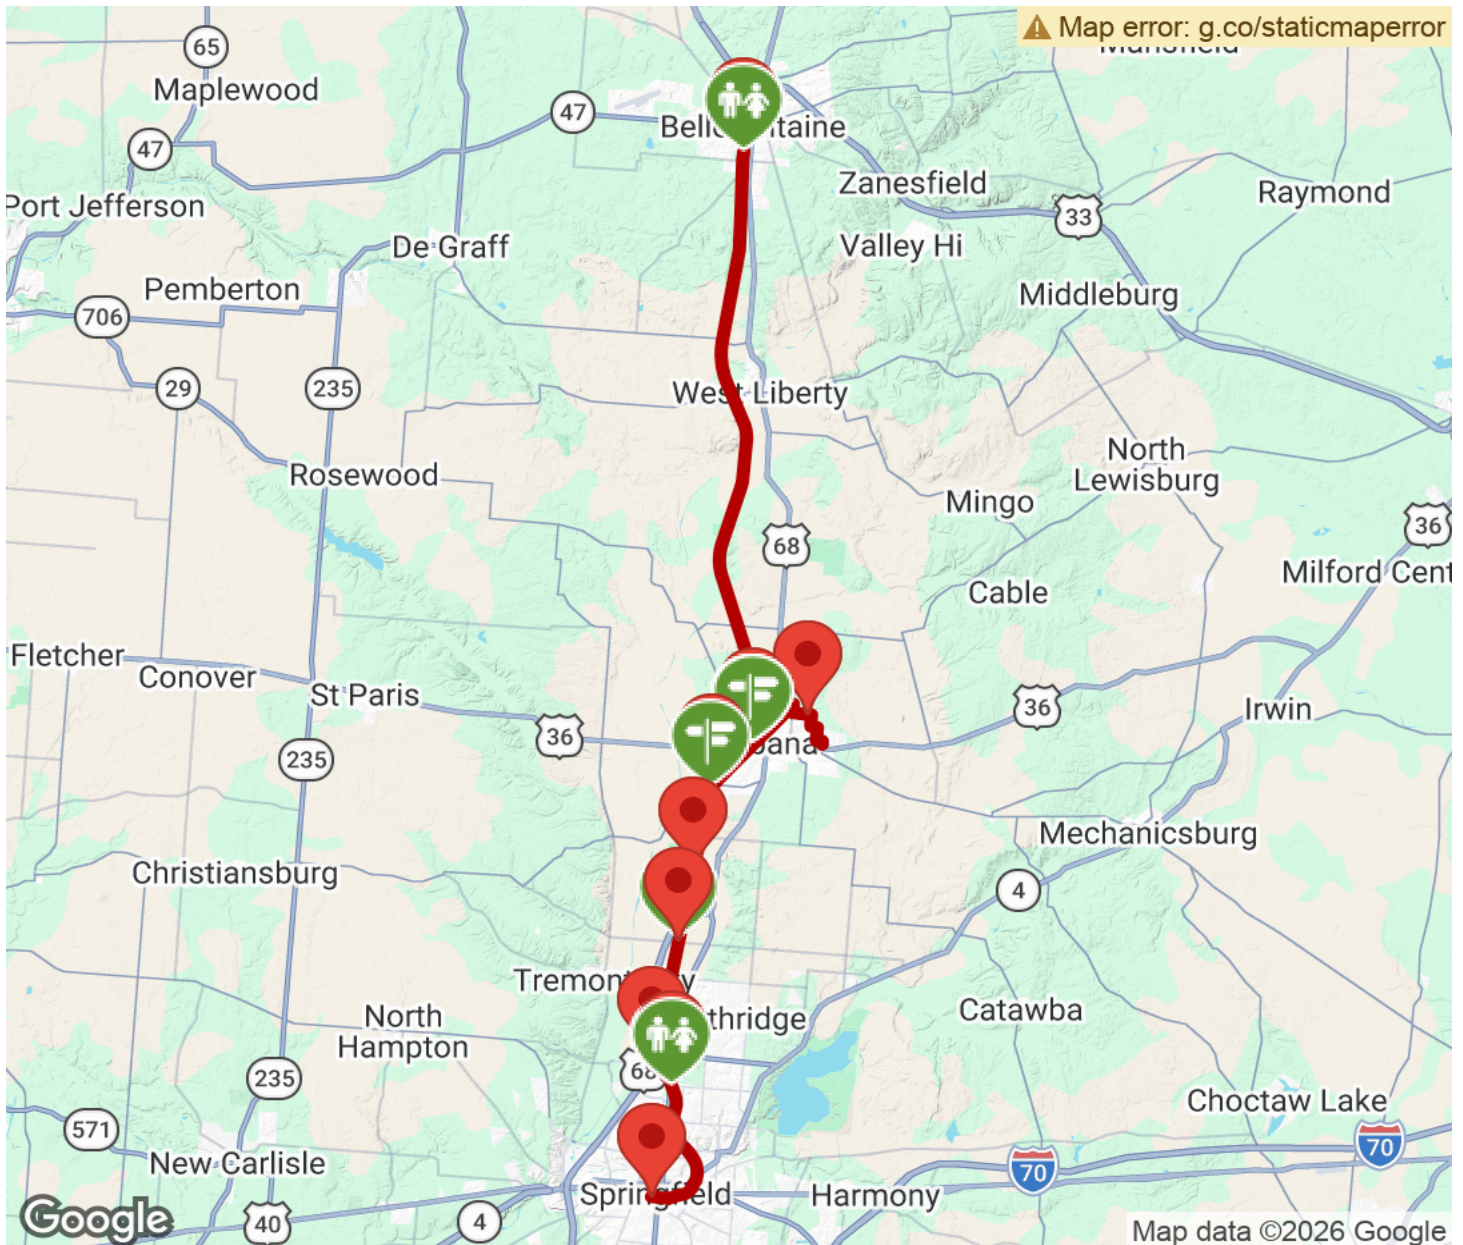 Map error: g.co/staticmaperror
65
Maplewood
47
47
Port Jefferson
De Graff
Zanesfield
Raymond
33
Valley Hi
Pemberton
Middleburg
706
29
235
West Liberty
Rosewood
North
Lewisburg
Mingo
36
68
Milford Cent
Cable
Fletcher
Conover
St Paris
36
36
Irwin
235
Mechanicsburg
Christiansburg
4
Catawba
North
Hampton
thridge
68
235
Choctaw Lake
571
70
70
New Carlisle
Springfield
Harmony
40
4
Google
Map data ©2026 Google